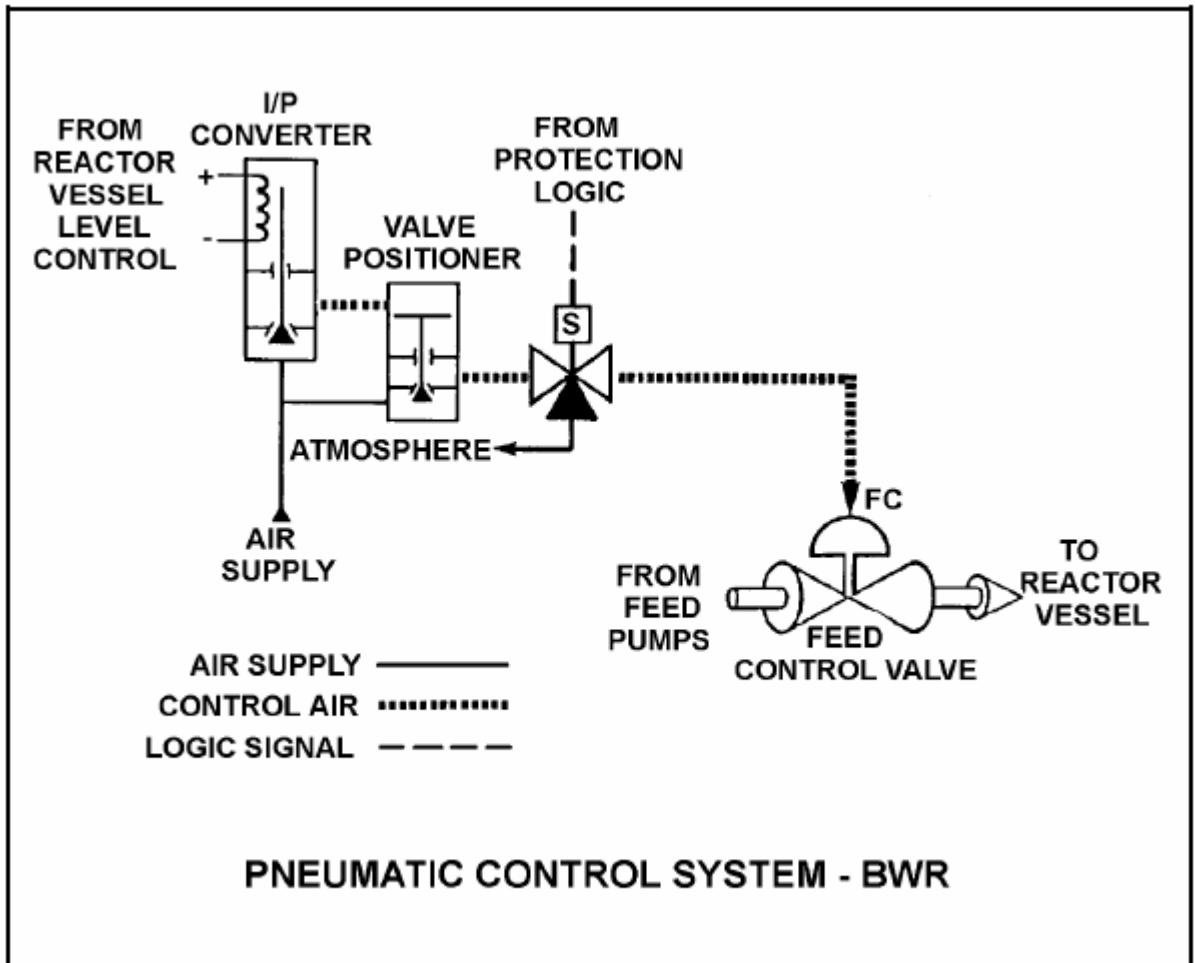 I/P
CONVERTER
FROM
REACTOR
VESSEL
LEVEL
CONTROL
+
-
VALVE
POSITIONER
FROM
PROTECTION
LOGIC
S
ATMOSPHERE
AIR
SUPPLY
FC
FROM
FEED
PUMPS
FEED
CONTROL VALVE
TO
REACTOR
VESSEL
AIR SUPPLY
CONTROL AIR
LOGIC SIGNAL
PNEUMATIC CONTROL SYSTEM - BWR